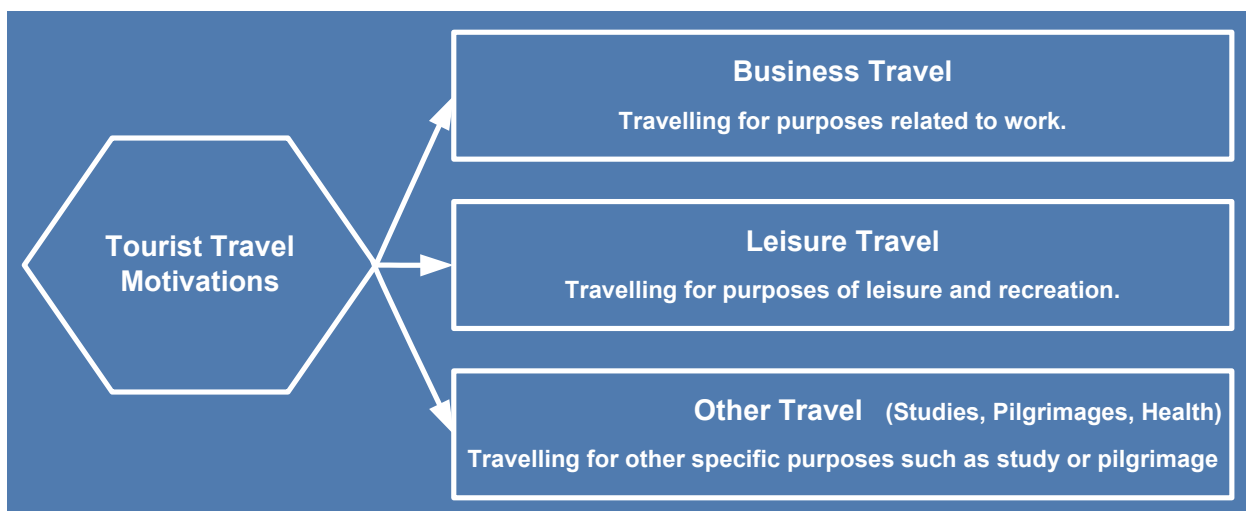 Tourist Travel
Motivations
Business Travel
Travelling for purposes related to work.
Leisure Travel
Travelling for purposes of leisure and recreation.
Other Travel (Studies, Pilgrimages, Health)
Travelling for other specific purposes such as study or pilgrimage